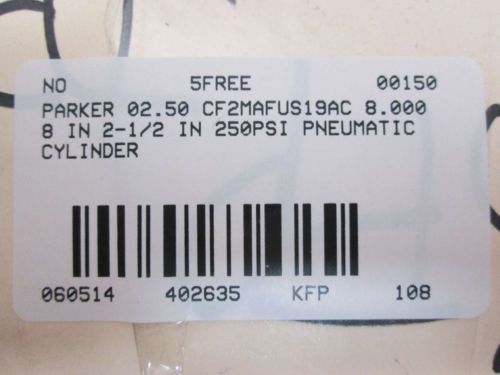 NO 5FREE 00150
PARKER 02.50 CF2MAFUS19AC 8.000
8 IN 2-1/2 IN 250PSI PNEUMATIC
CYLINDER
060514 402635 KFP 108